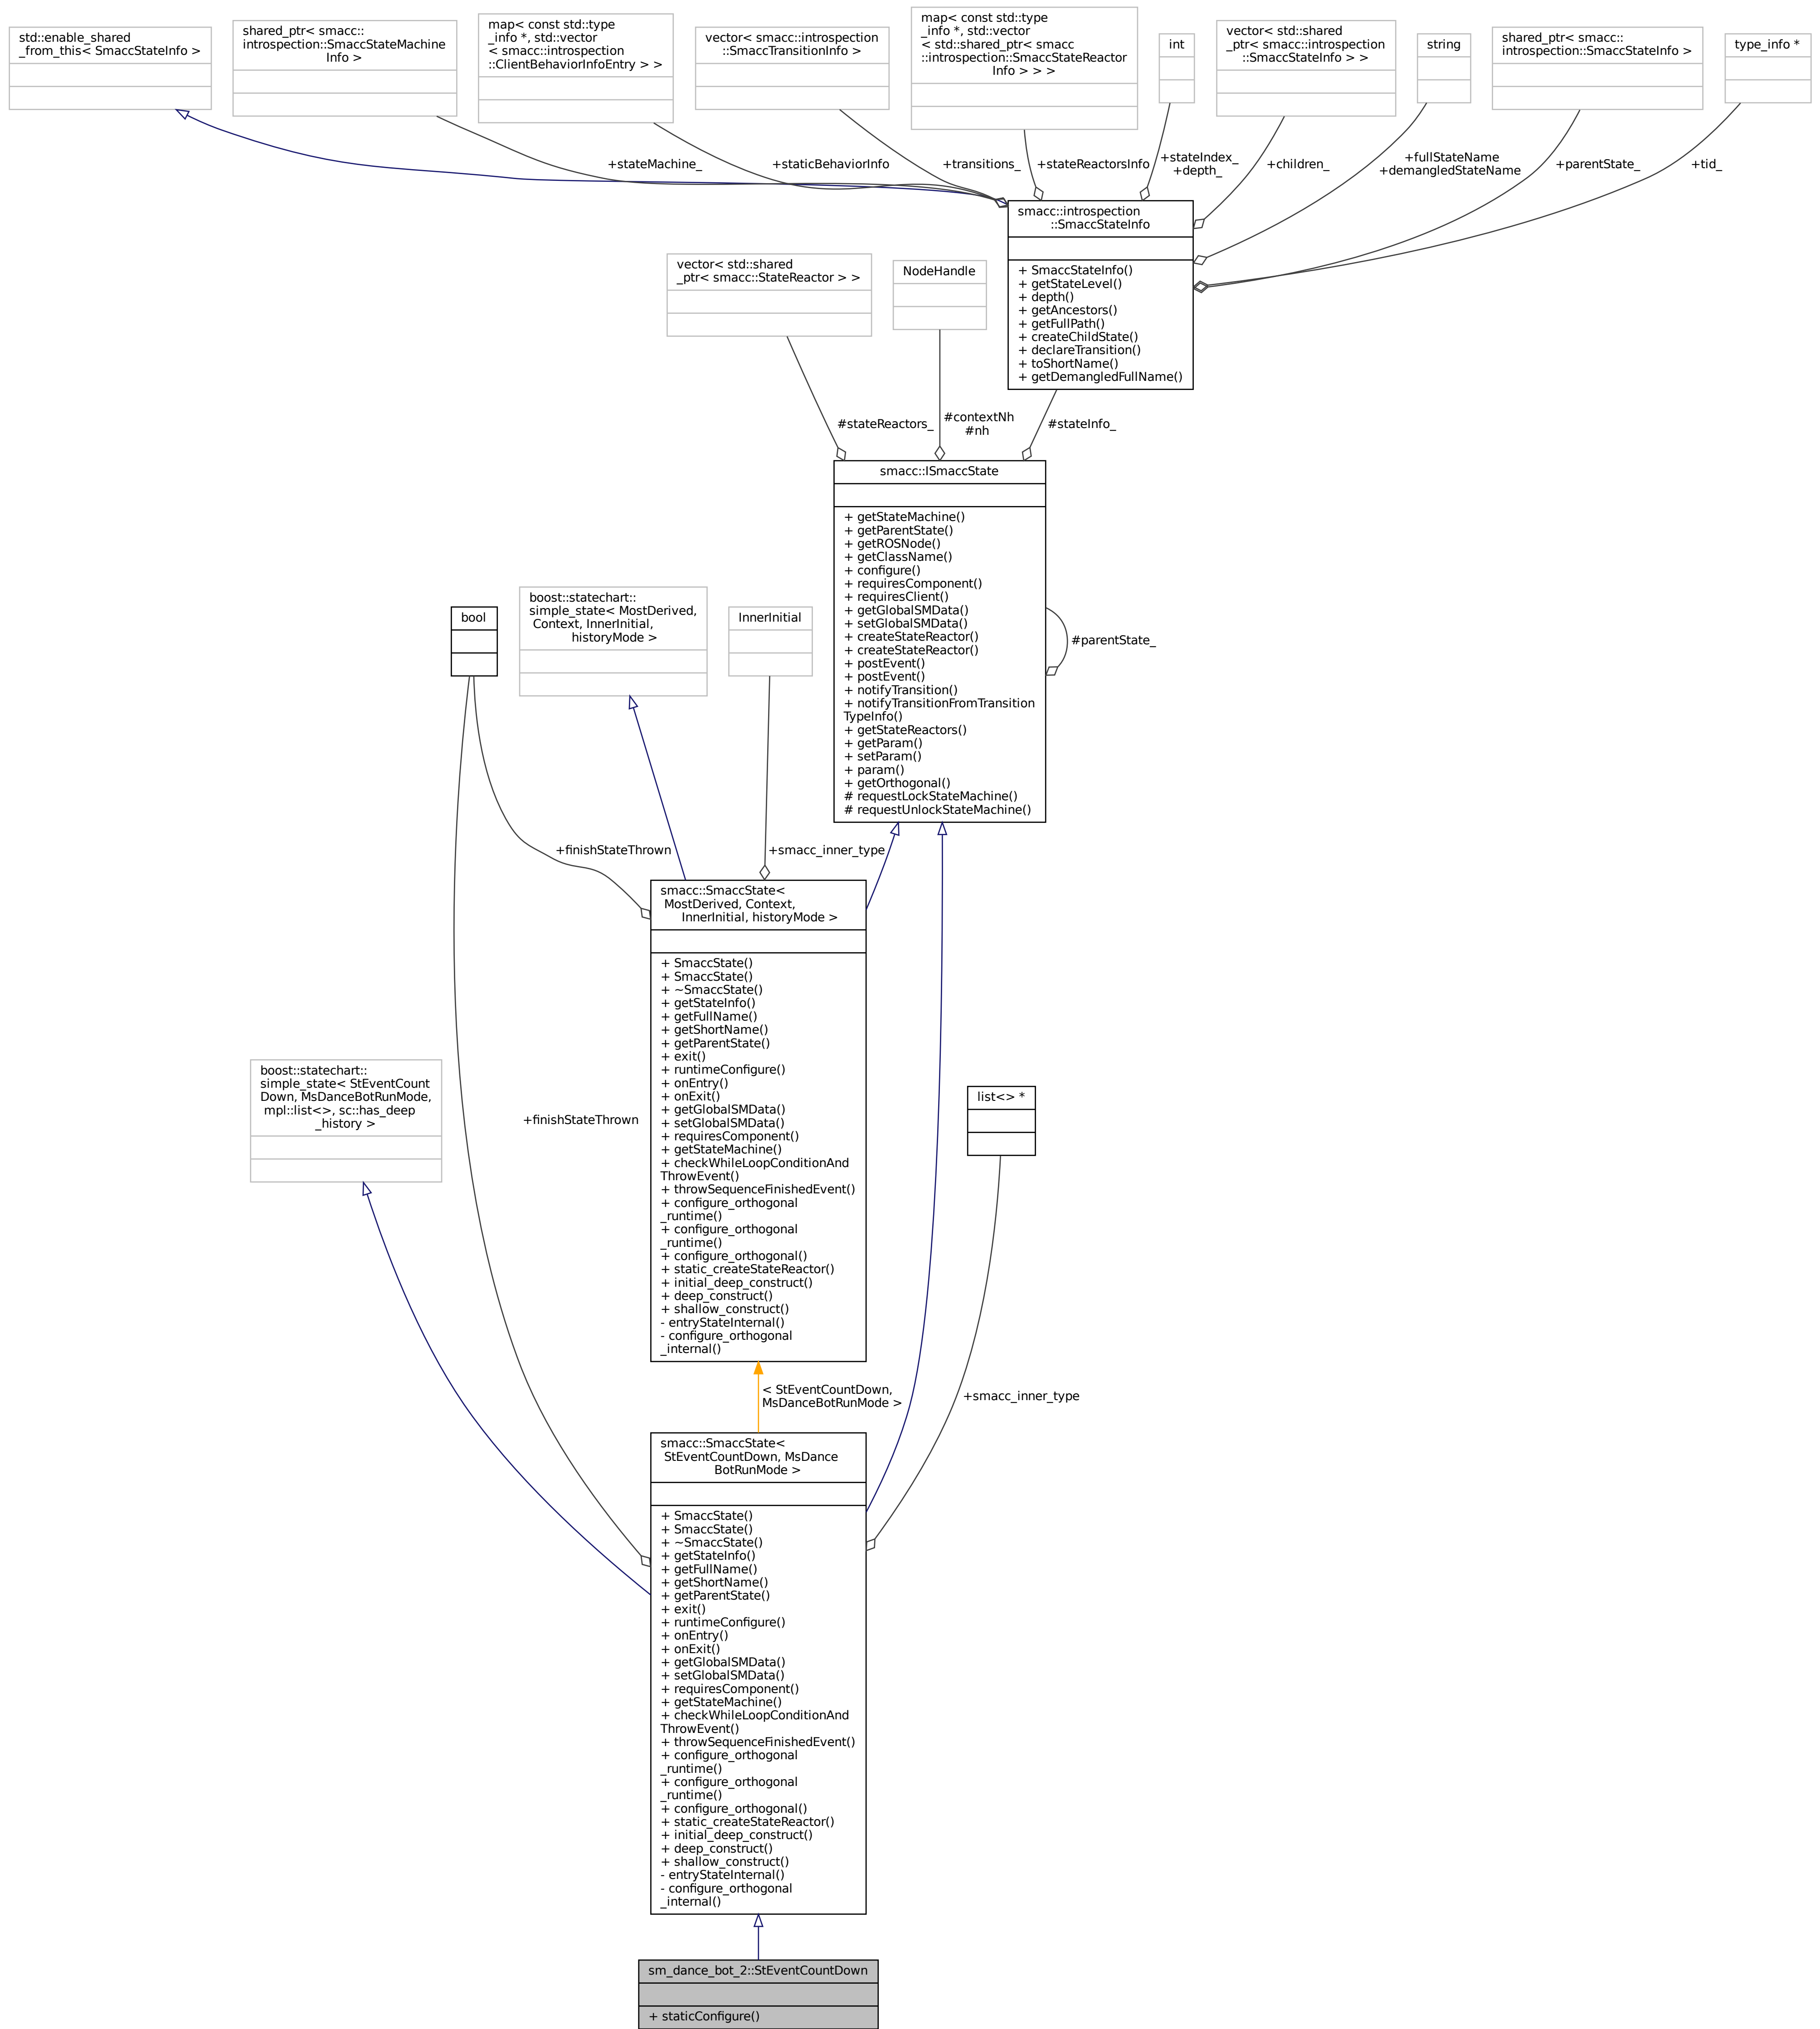 std::enable_shared
_from_this< SmaccStateInfo >
shared_ptr< smacc::
introspection::SmaccStateMachine
Info >
map< const std::type
_info *, std::vector
< smacc::introspection
::ClientBehaviorInfoEntry > >
vector< smacc::introspection
::SmaccTransitionInfo >
map< const std::type
_info *, std::vector
< std::shared_ptr< smacc
::introspection::SmaccStateReactor
Info > > >
int
vector< std::shared
_ptr< smacc::introspection
::SmaccStateInfo > >
string
shared_ptr< smacc::
introspection::SmaccStateInfo >
type_info *
+stateMachine_
+staticBehaviorInfo
+transitions_
+stateReactorsInfo
+stateIndex_
+depth_
+children_
+fullStateName
+demangledStateName
+parentState_
+tid_
smacc::introspection
::SmaccStateInfo
+ SmaccStateInfo()
+ getStateLevel()
+ depth()
+ getAncestors()
+ getFullPath()
+ createChildState()
+ declareTransition()
+ toShortName()
+ getDemangledFullName()
vector< std::shared
_ptr< smacc::StateReactor > >
NodeHandle
#stateReactors_
#contextNh
#nh
#stateInfo_
smacc::ISmaccState
+ getStateMachine()
+ getParentState()
+ getROSNode()
+ getClassName()
+ configure()
+ requiresComponent()
+ requiresClient()
+ getGlobalSMData()
+ setGlobalSMData()
+ createStateReactor()
+ createStateReactor()
+ postEvent()
+ postEvent()
+ notifyTransition()
+ notifyTransitionFromTransition
TypeInfo()
+ getStateReactors()
+ getParam()
+ setParam()
+ param()
+ getOrthogonal()
# requestLockStateMachine()
# requestUnlockStateMachine()
#parentState_
bool
boost::statechart::
simple_state< MostDerived,
Context, InnerInitial,
historyMode >
InnerInitial
+finishStateThrown
+smacc_inner_type
smacc::SmaccState<
MostDerived, Context,
InnerInitial, historyMode >
+ SmaccState()
+ SmaccState()
+ ~SmaccState()
+ getStateInfo()
+ getFullName()
+ getShortName()
+ getParentState()
+ exit()
+ runtimeConfigure()
+ onEntry()
+ onExit()
+ getGlobalSMData()
+ setGlobalSMData()
+ requiresComponent()
+ getStateMachine()
+ checkWhileLoopConditionAnd
ThrowEvent()
+ throwSequenceFinishedEvent()
+ configure_orthogonal
_runtime()
+ configure_orthogonal
_runtime()
+ configure_orthogonal()
+ static_createStateReactor()
+ initial_deep_construct()
+ deep_construct()
+ shallow_construct()
- entryStateInternal()
- configure_orthogonal
_internal()
boost::statechart::
simple_state< StEventCount
Down, MsDanceBotRunMode,
mpl::list<>, sc::has_deep
_history >
+finishStateThrown
list<> *
< StEventCountDown,
MsDanceBotRunMode >
+smacc_inner_type
smacc::SmaccState<
StEventCountDown, MsDance
BotRunMode >
+ SmaccState()
+ SmaccState()
+ ~SmaccState()
+ getStateInfo()
+ getFullName()
+ getShortName()
+ getParentState()
+ exit()
+ runtimeConfigure()
+ onEntry()
+ onExit()
+ getGlobalSMData()
+ setGlobalSMData()
+ requiresComponent()
+ getStateMachine()
+ checkWhileLoopConditionAnd
ThrowEvent()
+ throwSequenceFinishedEvent()
+ configure_orthogonal
_runtime()
+ configure_orthogonal
_runtime()
+ configure_orthogonal()
+ static_createStateReactor()
+ initial_deep_construct()
+ deep_construct()
+ shallow_construct()
- entryStateInternal()
- configure_orthogonal
_internal()
sm_dance_bot_2::StEventCountDown
+ staticConfigure()